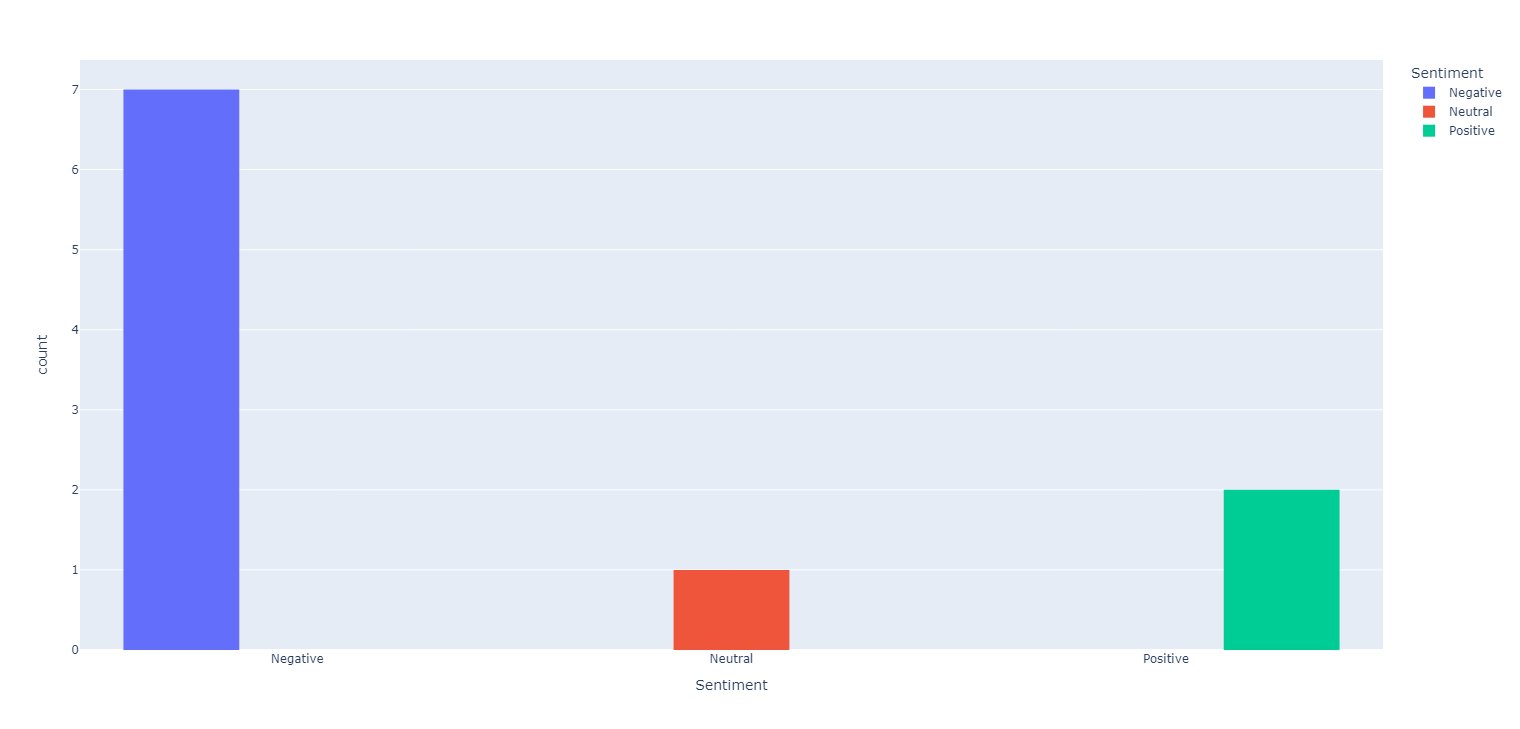 7
6
5
4
3
2
1
0
count
Negative
Neutral
Positive
Sentiment
Sentiment
Negative
Neutral
Positive